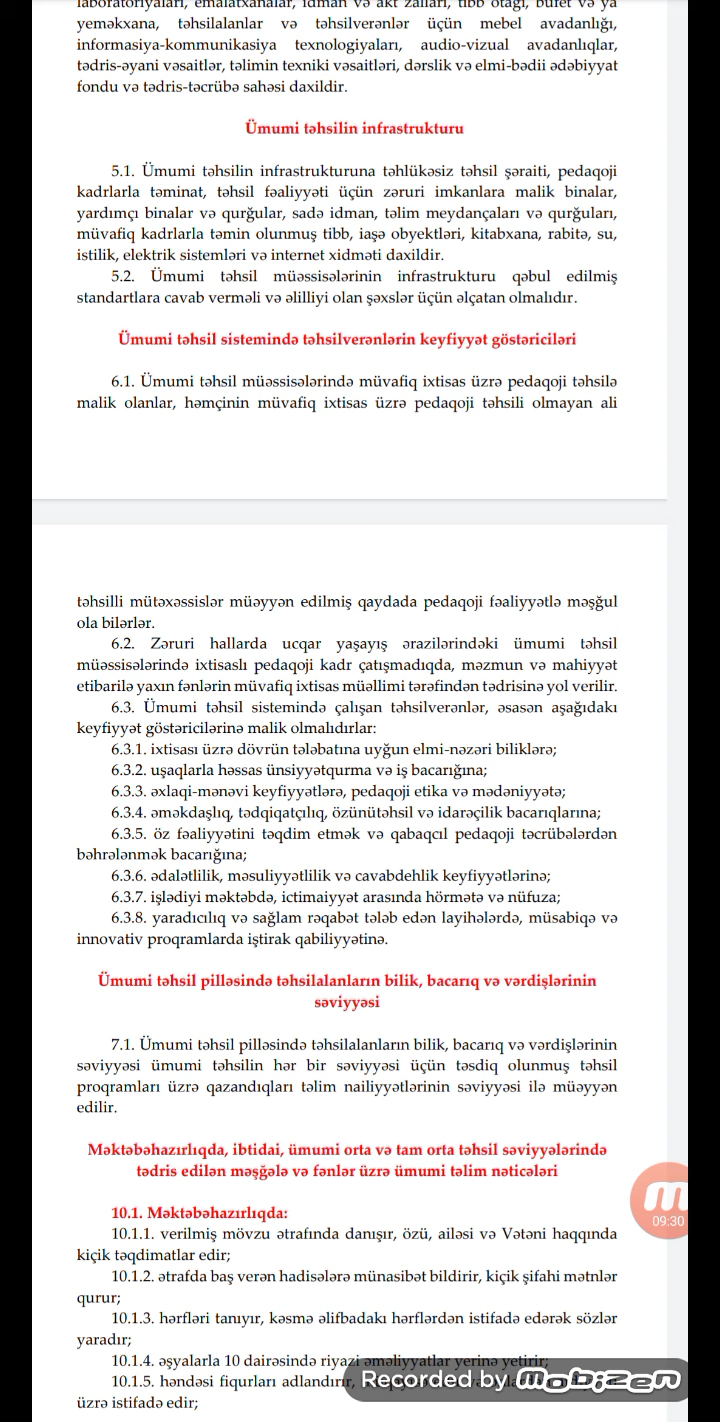 laboratoriyaları, emalatxanalar, idman və akt zalları, tibb otağı, bufet və ya
yeməkxana, təhsilalanlar və təhsilverənlər üçün mebel avadanlığı,
informasiya-kommunikasiya texnologiyaları, audio-vizual avadanlıqlar,
tədris-əyani vəsaitlər, təlimin texniki vəsaitləri, dərslik və elmi-bədii ədəbiyyat
fondu və tədris-təcrübə sahəsi daxildir.
Ümumi təhsilin infrastrukturu
5.1. Ümumi təhsilin infrastrukturuna təhlükəsiz təhsil şəraiti, pedaqoji
kadrlarla təminat, təhsil fəaliyyəti üçün zəruri imkanlara malik binalar,
yardımçı binalar və qurğular, sadə idman, təlim meydançaları və qurğuları,
müvafiq kadrlarla təmin olunmuş tibb, iaşə obyektləri, kitabxana, rabitə, su,
istilik, elektrik sistemləri və internet xidməti daxildir.
5.2. Ümumi təhsil müəssisələrinin infrastrukturu qəbul edilmiş
standartlara cavab verməli və əlilliyi olan şəxslər üçün əlçatan olmalıdır.
Ümumi təhsil sistemində təhsilverənlərin keyfiyyət göstəriciləri
6.1. Ümumi təhsil müəssisələrində müvafiq ixtisas üzrə pedaqoji təhsilə
malik olanlar, həmçinin müvafiq ixtisas üzrə pedaqoji təhsili olmayan ali
təhsilli mütəxəssislər müəyyən edilmiş qaydada pedaqoji fəaliyyətlə məşğul
ola bilərlər.
6.2. Zəruri hallarda ucqar yaşayış ərazilərindəki ümumi təhsil
müəssisələrində ixtisaslı pedaqoji kadr çatışmadıqda, məzmun və mahiyyət
etibarilə yaxın fənlərin müvafiq ixtisas müəllimi tərəfindən tədrisinə yol verilir.
6.3. Ümumi təhsil sistemində çalışan təhsilverənlər, əsasən aşağıdakı
keyfiyyət göstəricilərinə malik olmalıdırlar:
6.3.1. ixtisası üzrə dövrün tələbatına uyğun elmi-nəzəri biliklərə;
6.3.2. uşaqlarla həssas ünsiyyətqurma və iş bacarığına;
6.3.3. əxlaqi-mənəvi keyfiyyətlərə, pedaqoji etika və mədəniyyətə;
6.3.4. əməkdaşlıq, tədqiqatçılıq, özünütəhsil və idarəçilik bacarıqlarına;
6.3.5. öz fəaliyyətini təqdim etmək və qabaqcıl pedaqoji təcrübələrdən
bəhrələnmək bacarığına;
6.3.6. ədalətlilik, məsuliyyətlilik və cavabdehlik keyfiyyətlərinə;
6.3.7. işlədiyi məktəbdə, ictimaiyyət arasında hörmətə və nüfuza;
6.3.8. yaradıcılıq və sağlam rəqabət tələb edən layihələrdə, müsabiqə və
innovativ proqramlarda iştirak qabiliyyətinə.
Ümumi təhsil pilləsində təhsilalanların bilik, bacarıq və vərdişlərinin
səviyyəsi
7.1. Ümumi təhsil pilləsində təhsilalanların bilik, bacarıq və vərdişlərinin
səviyyəsi ümumi təhsilin hər bir səviyyəsi üçün təsdiq olunmuş təhsil
proqramları üzrə qazandıqları təlim nailiyyətlərinin səviyyəsi ilə müəyyən
edilir.
Məktəbəhazırlıqda, ibtidai, ümumi orta və tam orta təhsil səviyyələrində
tədris edilən məşğələ və fənlər üzrə ümumi təlim nəticələri
10.1. Məktəbəhazırlıqda:
10.1.1. verilmiş mövzu ətrafında danışır, özü, ailəsi və Vətəni haqqında
kiçik təqdimatlar edir;
10.1.2. ətrafda baş verən hadisələrə münasibət bildirir, kiçik şifahi mətnlər
qurur;
10.1.3. hərfləri tanıyır, kəsmə əlifbadakı hərflərdən istifadə edərək sözlər
yaradır;
10.1.4. əşyalarla 10 dairəsində riyazi əməliyyatlar yerinə yetirir;
10.1.5. həndəsi fiqurları adlandırır,
üzrə istifadə edir;
09:30
Recorded by mobizen